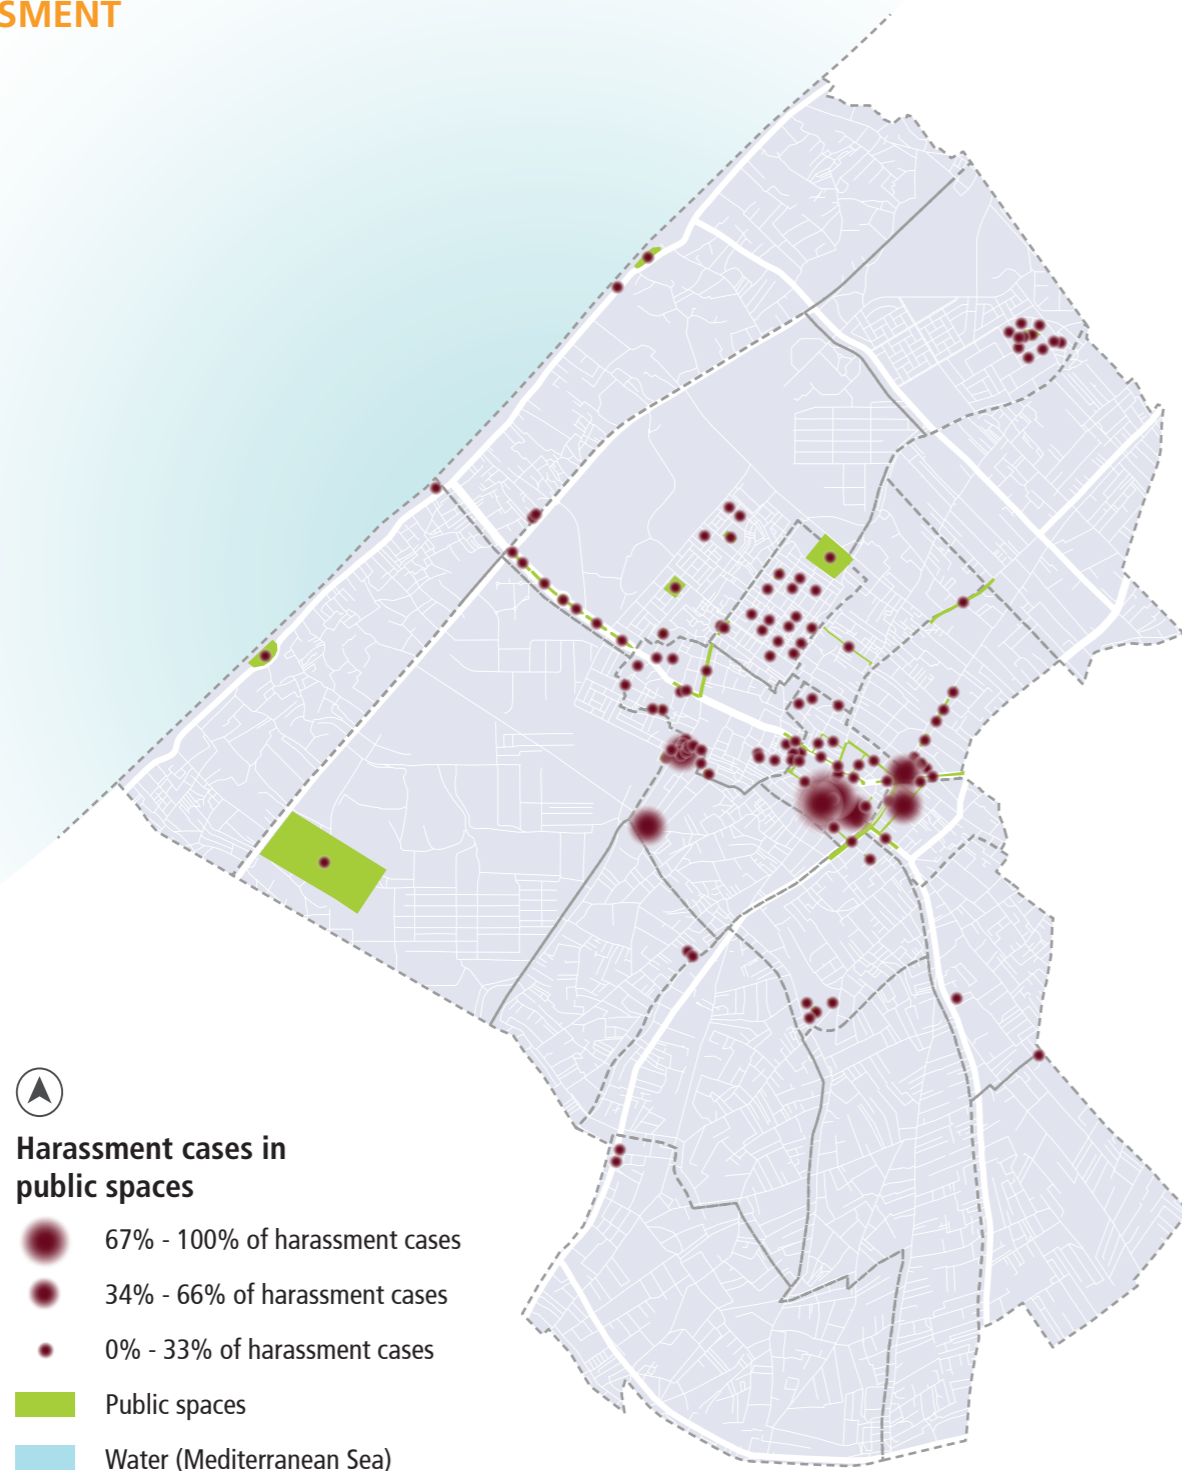 SMENT
Harassment cases in
public spaces
67% - 100% of harassment cases
34% - 66% of harassment cases
0% - 33% of harassment cases
Public spaces
Water (Mediterranean Sea)